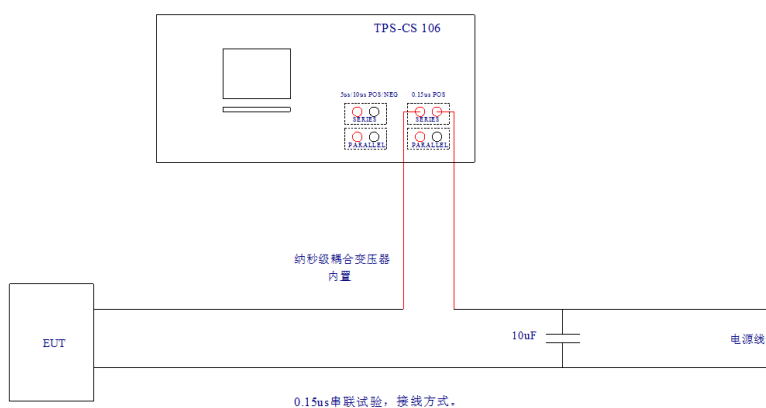 TPS-CS 106
5us/10us POS/NEG
0.15us POS
SERIES
SERIES
PARALLEL
PARALLEL
纳秒级耦合变压器
内置
EUT
10uF
电源线
0.15us串联试验，接线方式。